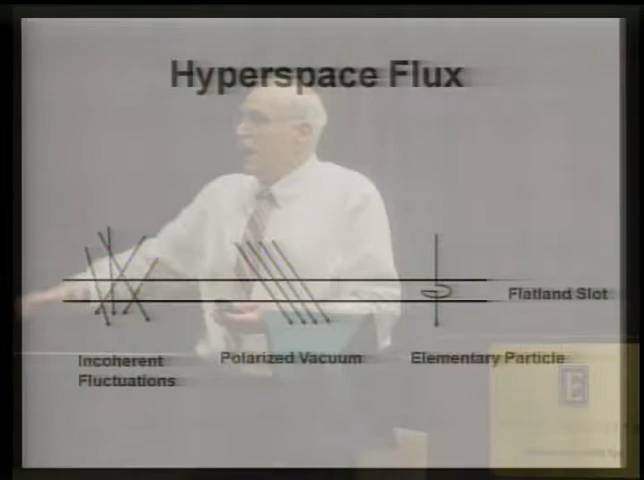 Hyperspace Flux
Flatland Slot
Incoherent
Fluctuations
Polarized Vacuum
Elementary Particle
E